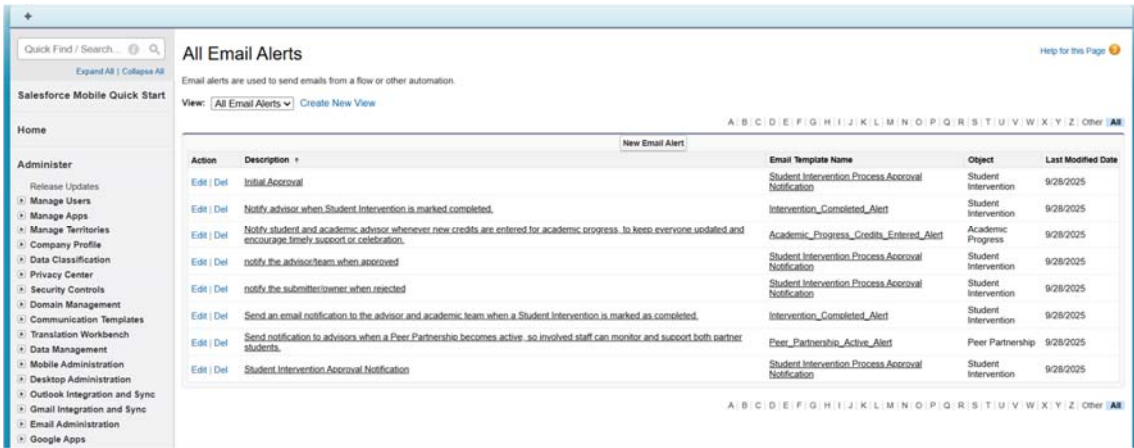 Quick Find / Search...
Expand All | Collapse All
Salesforce Mobile Quick Start
Home
Administer
Release Updates
Manage Users
Manage Apps
Manage Territories
Company Profile
Data Classification
Privacy Center
Security Controls
Domain Management
Communication Templates
Translation Workbench
Data Management
Mobile Administration
Desktop Administration
Outlook Integration and Sync
Gmail Integration and Sync
Email Administration
Google Apps
All Email Alerts
Help for this Page
Email alerts are used to send emails from a flow or other automation.
View: All Email Alerts Create New View
A | B | C | D | E | F | G | H | I | J | K | L | M | N | O | P | Q | R | S | T | U | V | W | X | Y | Z | Other All
New Email Alert
Action Description Email Template Name Object Last Modified Date
Edit | Del Initial Approval Student Intervention Process Approval Notification Student Intervention 9/28/2025
Edit | Del Notify advisor when Student Intervention is marked completed. Intervention_Completed_Alert Student Intervention 9/28/2025
Edit | Del Notify student and academic advisor whenever new credits are entered for academic progress, to keep everyone updated and encourage timely support or celebration. Academic_Progress_Credits_Entered_Alert Academic Progress 9/28/2025
Edit | Del notify the advisor/team when approved Student Intervention Process Approval Notification Student Intervention 9/28/2025
Edit | Del notify the submitter/owner when rejected Student Intervention Process Approval Notification Student Intervention 9/28/2025
Edit | Del Send an email notification to the advisor and academic team when a Student Intervention is marked as completed. Intervention_Completed_Alert Student Intervention 9/28/2025
Edit | Del Send notification to advisors when a Peer Partnership becomes active, so involved staff can monitor and support both partner students. Peer_Partnership_Active_Alert Peer Partnership 9/28/2025
Edit | Del Student Intervention Approval Notification Student Intervention Process Approval Notification Student Intervention 9/28/2025
A | B | C | D | E | F | G | H | I | J | K | L | M | N | O | P | Q | R | S | T | U | V | W | X | Y | Z | Other All